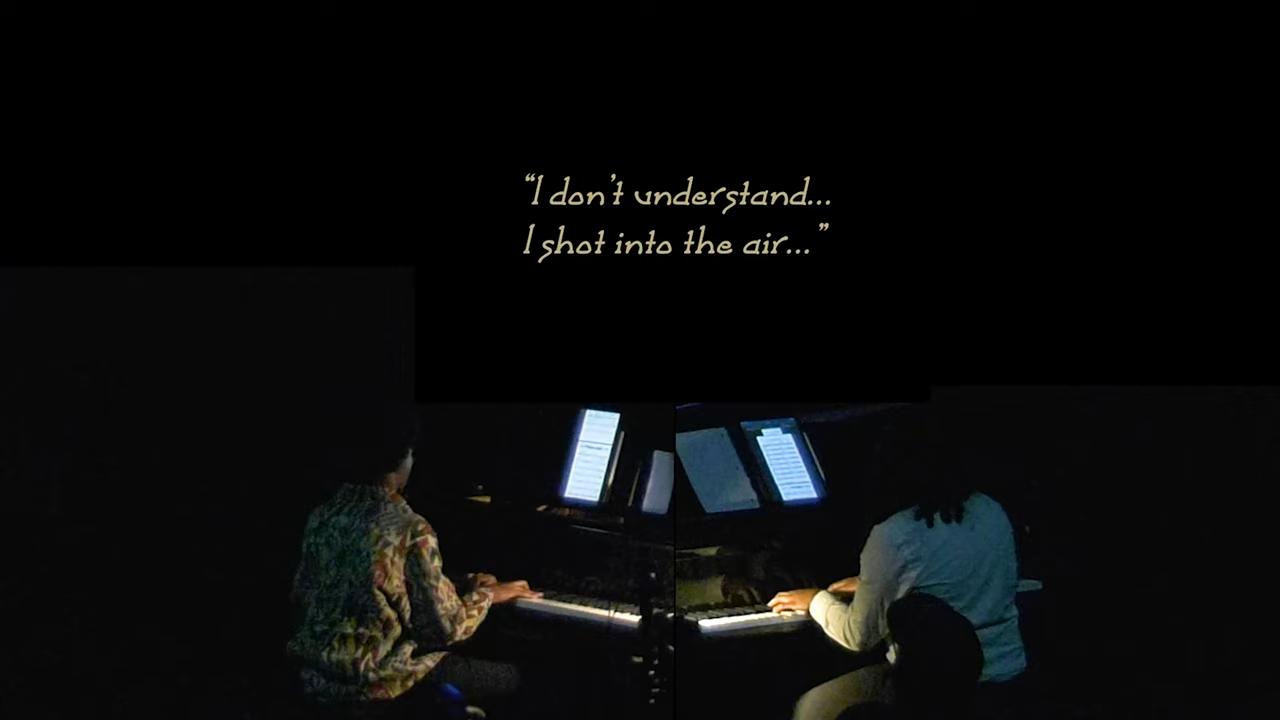 “I don’t understand...
I shot into the air...”